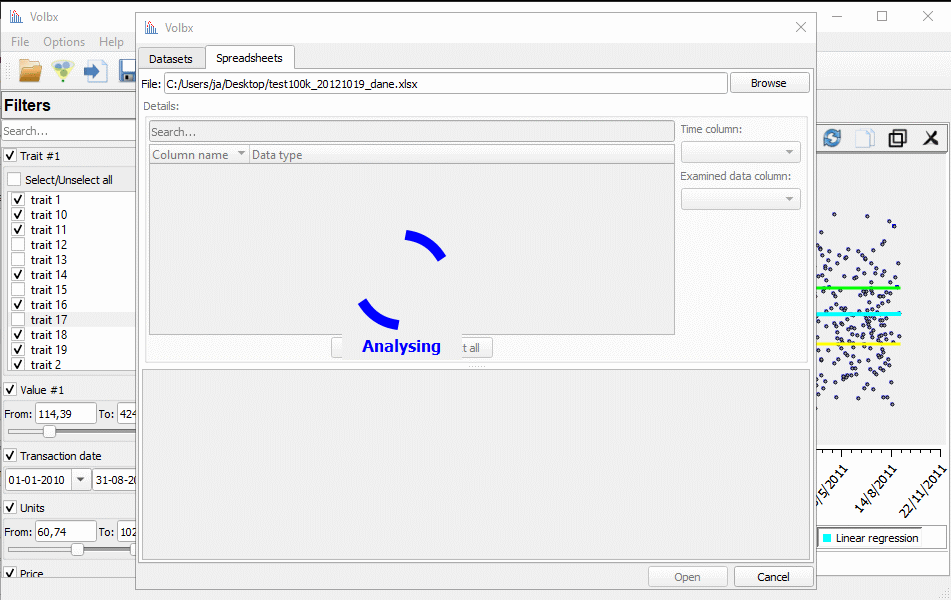 Volbx
File Options Help
Filters
Search...
Trait #1
Select/Unselect all
trait 1
trait 10
trait 11
trait 12
trait 13
trait 14
trait 15
trait 16
trait 17
trait 18
trait 19
trait 2
Value #1
From: 114,39 To: 424
Transaction date
01-01-2010 31-08-20
Units
From: 60,74 To: 102
Price
Volbx
Datasets Spreadsheets
File: C:/Users/ja/Desktop/test100k_20121019_dane.xlsx Browse
Details:
Search...
Column name Data type
Time column:
Examined data column:
Analysing
t all
Open Cancel
/5/2011
14/8/2011
22/11/2011
Linear regression